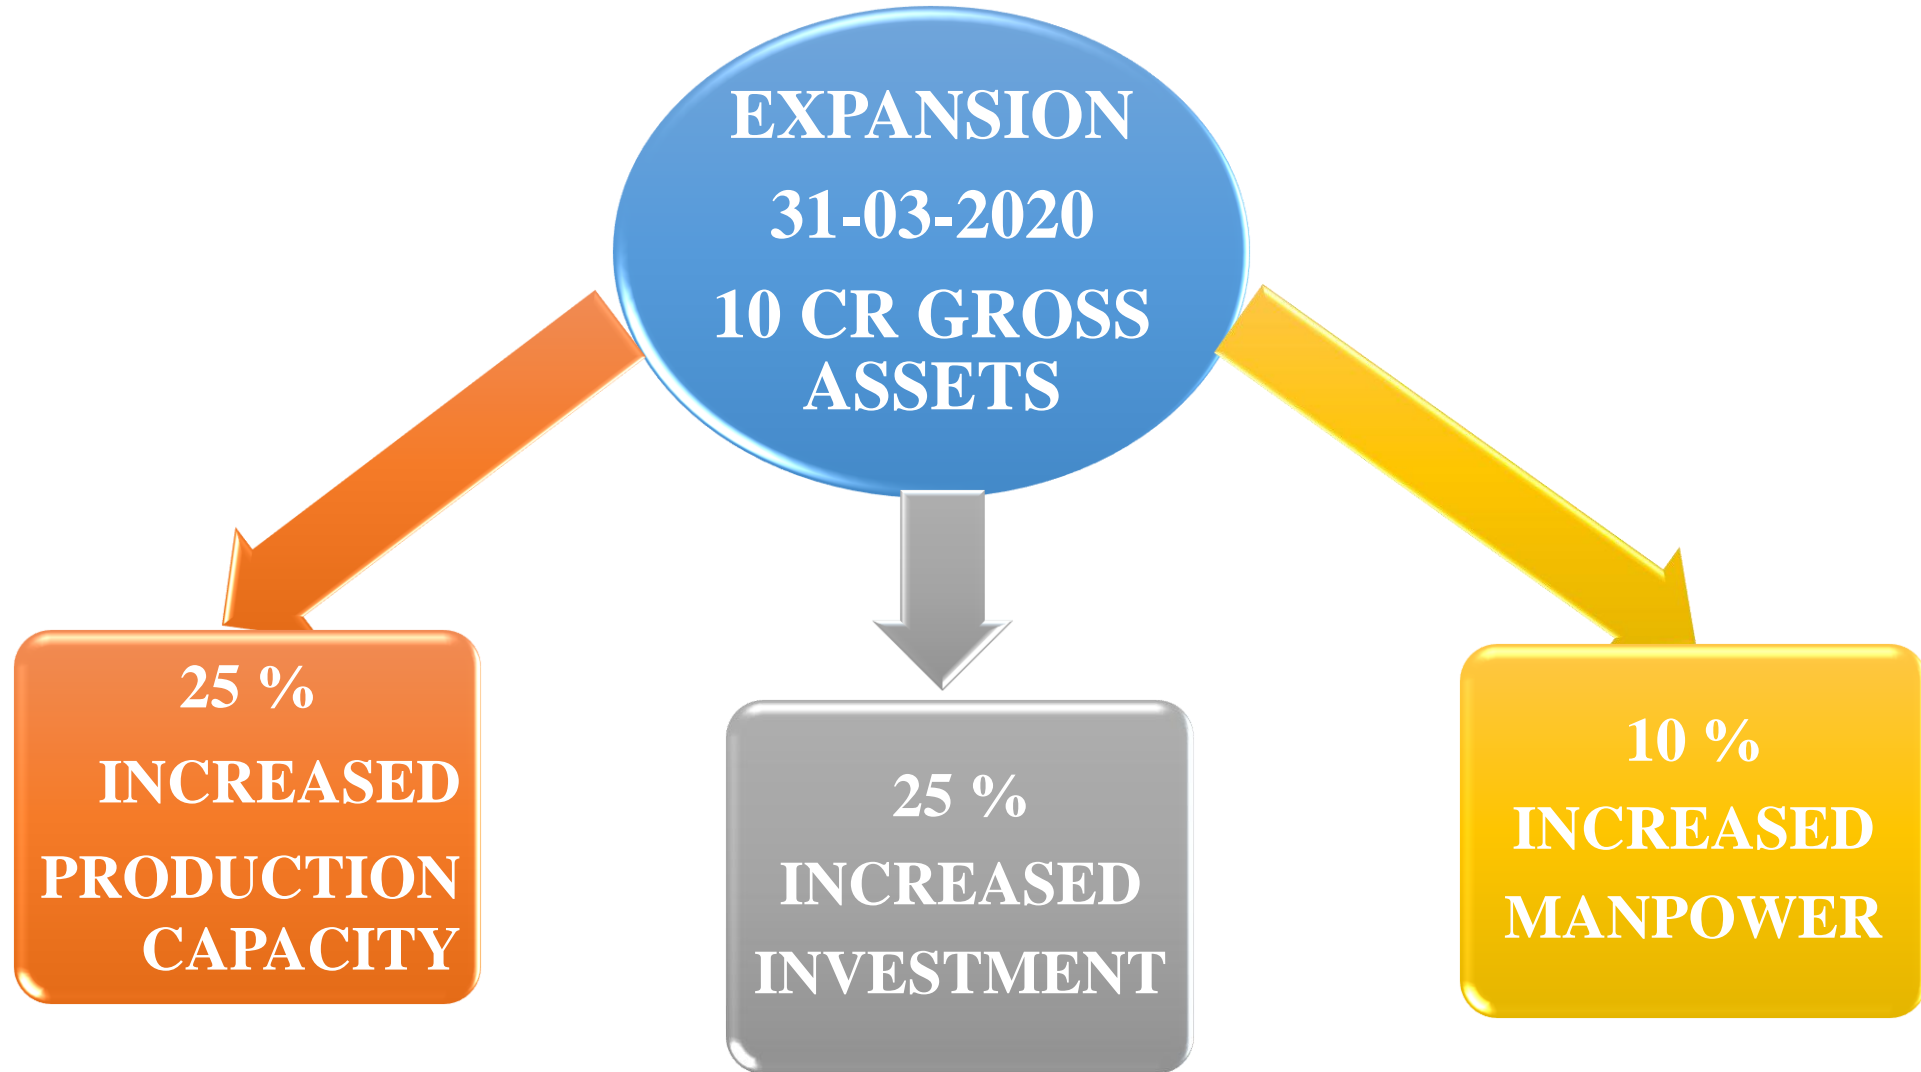 EXPANSION
31-03-2020
10 CR GROSS
ASSETS
25 %
INCREASED
PRODUCTION
CAPACITY
25 %
INCREASED
INVESTMENT
10 %
INCREASED
MANPOWER